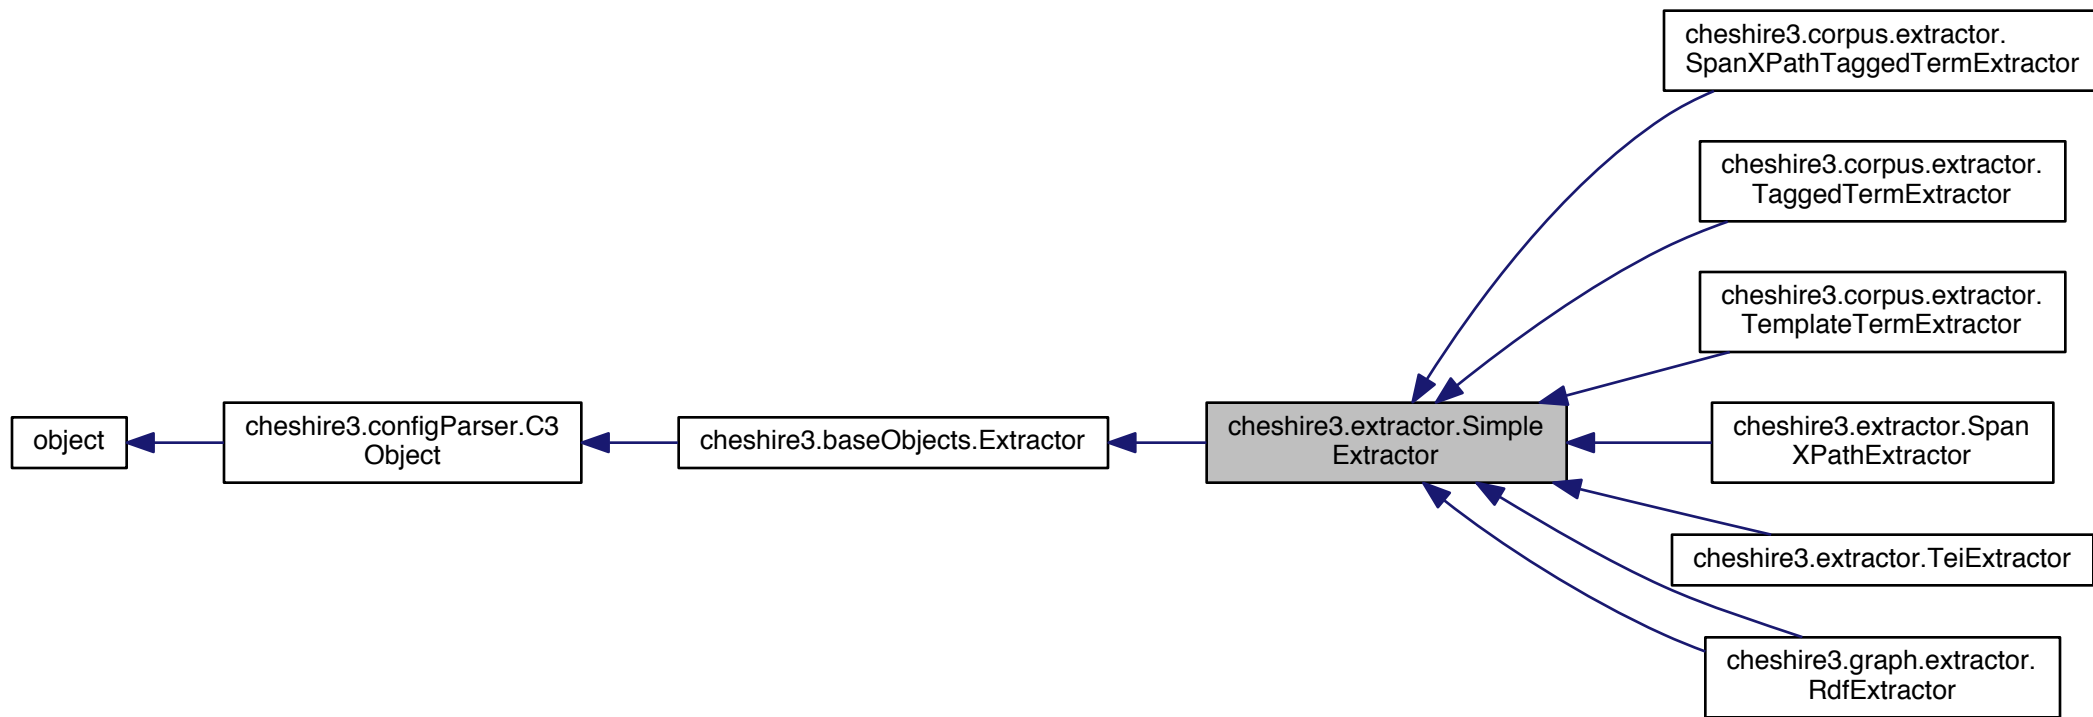 object
cheshire3.configParser.C3
Object
cheshire3.baseObjects.Extractor
cheshire3.extractor.Simple
Extractor
cheshire3.corpus.extractor.
SpanXPathTaggedTermExtractor
cheshire3.corpus.extractor.
TaggedTermExtractor
cheshire3.corpus.extractor.
TemplateTermExtractor
cheshire3.extractor.Span
XPathExtractor
cheshire3.extractor.TeiExtractor
cheshire3.graph.extractor.
RdfExtractor